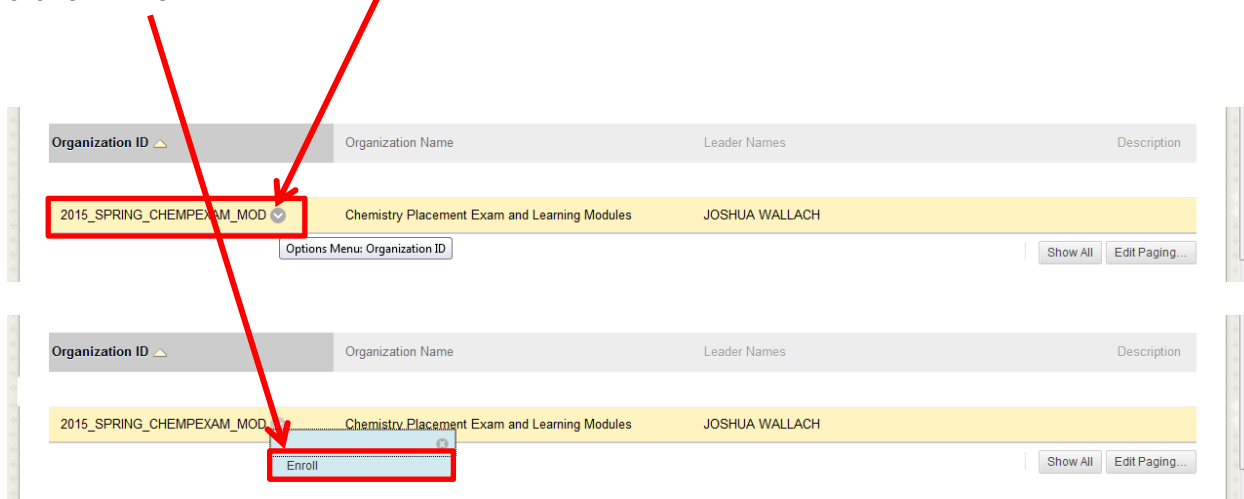 Organization ID Organization Name Leader Names Description
2015_SPRING_CHEMPEXAM_MOD Chemistry Placement Exam and Learning Modules JOSHUA WALLACH
Options Menu: Organization ID
Show All Edit Paging...
Organization ID Organization Name Leader Names Description
2015_SPRING_CHEMPEXAM_MOD Chemistry Placement Exam and Learning Modules JOSHUA WALLACH
Enroll
Show All Edit Paging...